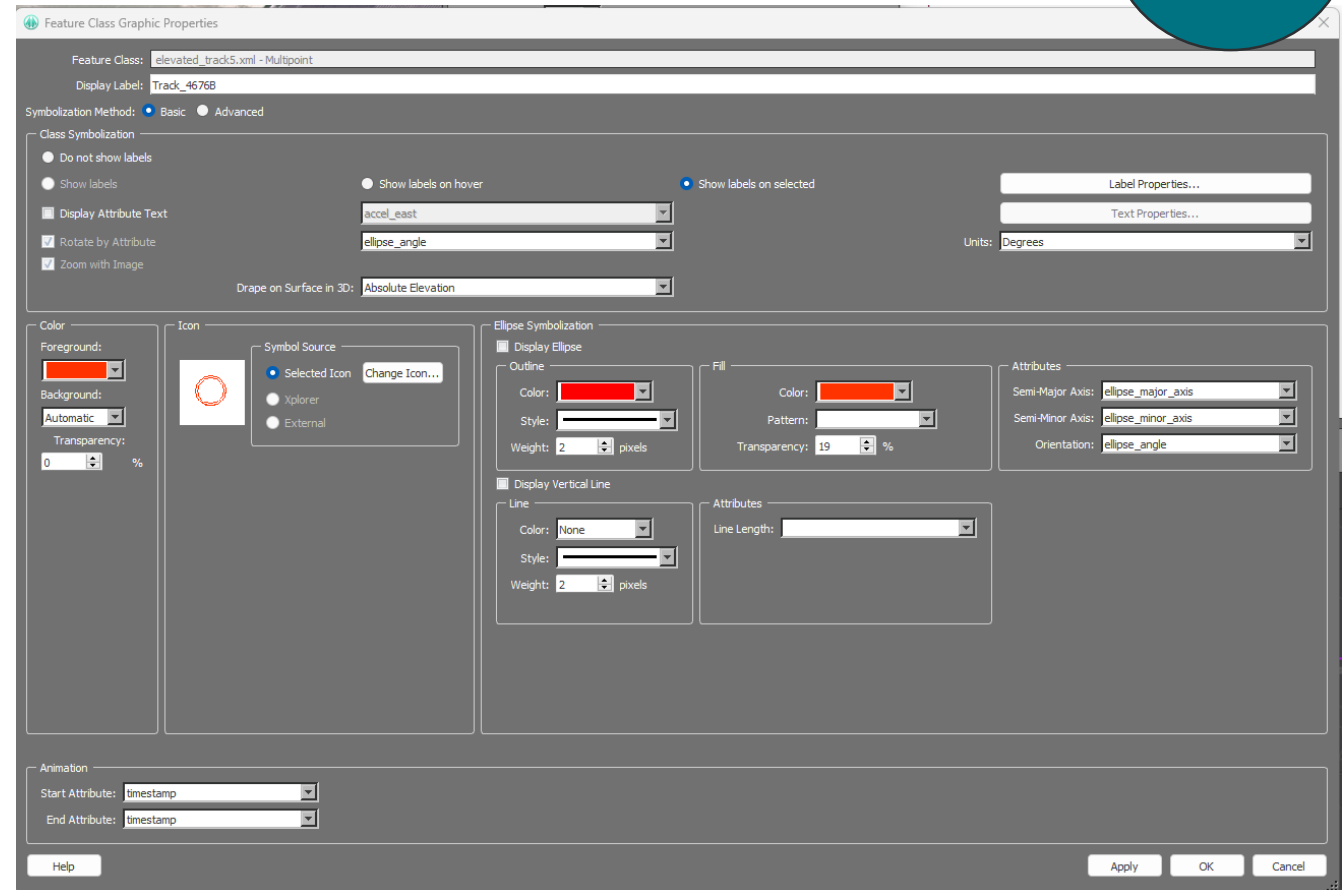 Feature Class Graphic Properties
Feature Class: elevated_track5.xml - Multipoint
Display Label: Track_4676B
Symbolization Method: Basic Advanced
Class Symbolization
Do not show labels
Show labels Show labels on hover Show labels on selected Label Properties...
Display Attribute Text accel_east Text Properties...
Rotate by Attribute ellipse_angle Units: Degrees
Zoom with Image
Drape on Surface in 3D: Absolute Elevation
Color
Foreground:
Background:
Automatic
Transparency:
0 %
Icon
Symbol Source
Selected Icon Change Icon...
Xplorer
External
Ellipse Symbolization
Display Ellipse
Outline
Color:
Style:
Weight: 2 pixels
Fill
Color:
Pattern:
Transparency: 19 %
Attributes
Semi-Major Axis: ellipse_major_axis
Semi-Minor Axis: ellipse_minor_axis
Orientation: ellipse_angle
Display Vertical Line
Line
Color: None
Style:
Weight: 2 pixels
Attributes
Line Length:
Animation
Start Attribute: timestamp
End Attribute: timestamp
Help Apply OK Cancel